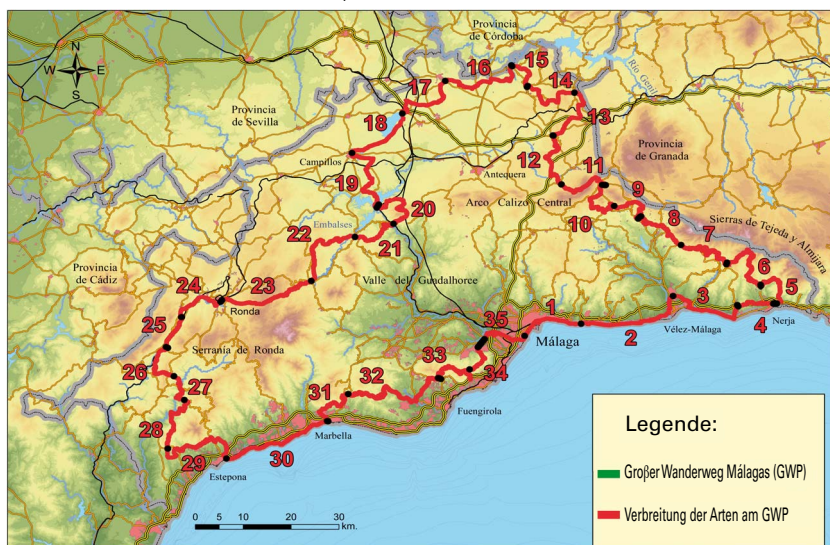 Provincia
de Córdoba
Río Genil
N
W E
S
Provincia
de Sevilla
Provincia
de Granada
Campillos
Antequera
Arco Calizo Central
Sierras de Tejeda y Almijara
Embalses
Valle del Guadalhorce
Provincia
de Cádiz
Ronda
Serranía de Ronda
Málaga
Vélez-Málaga
Nerja
Fuengirola
Marbella
Estepona
1
2
3
4
5
6
7
8
9
10
11
12
13
14
15
16
17
18
19
20
21
22
23
24
25
26
27
28
29
30
31
32
33
34
35
0 5 10 20 30
km.
Legende:
Großer Wanderweg Málagas (GWP)
Verbreitung der Arten am GWP